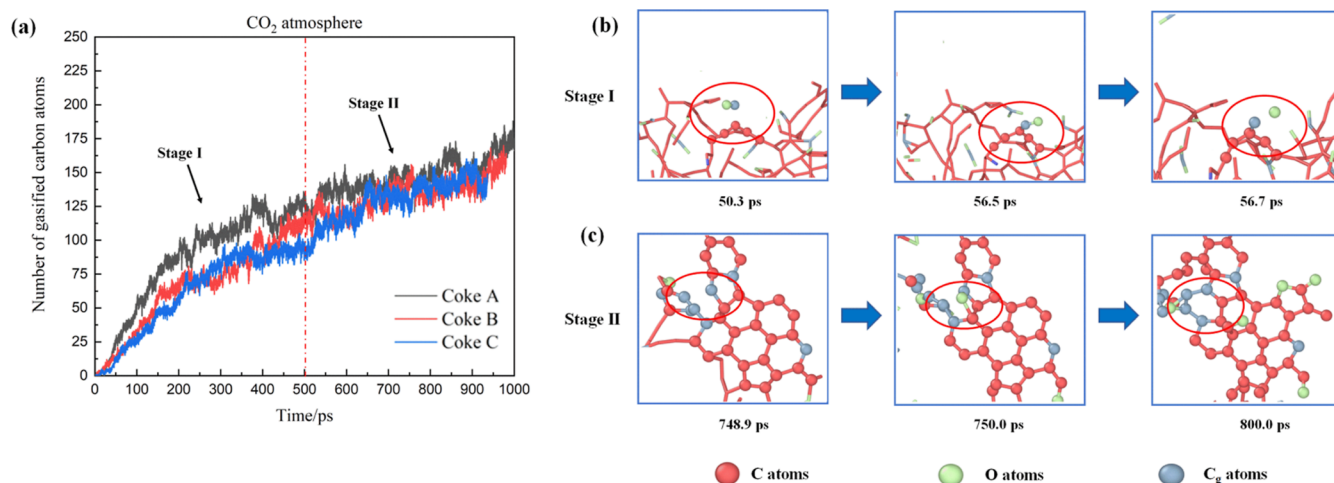 (a)
CO₂ atmosphere
Number of gasified carbon atoms
250
225
200
175
150
125
100
75
50
25
0
Stage I
Stage II
Coke A
Coke B
Coke C
0 100 200 300 400 500 600 700 800 900 1000
Time/ps
(b)
Stage I
50.3 ps 56.5 ps 56.7 ps
(c)
Stage II
748.9 ps 750.0 ps 800.0 ps
C atoms O atoms C₉ atoms